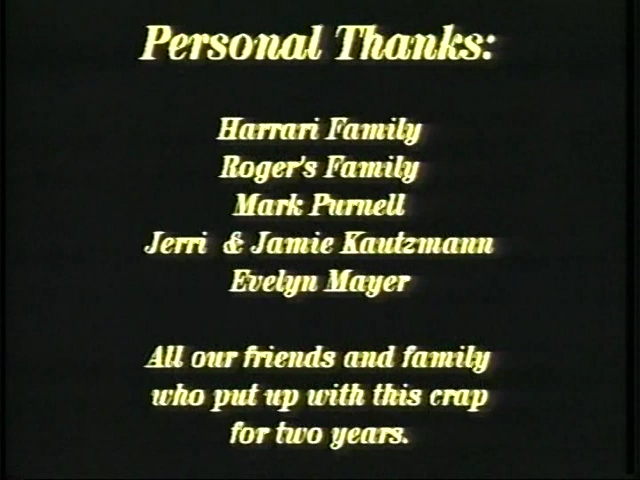 Personal Thanks:
Harrari Family
Roger's Family
Mark Purnell
Jerri & Jamie Kautzmann
Evelyn Mayer
All our friends and family
who put up with this crap
for two years.